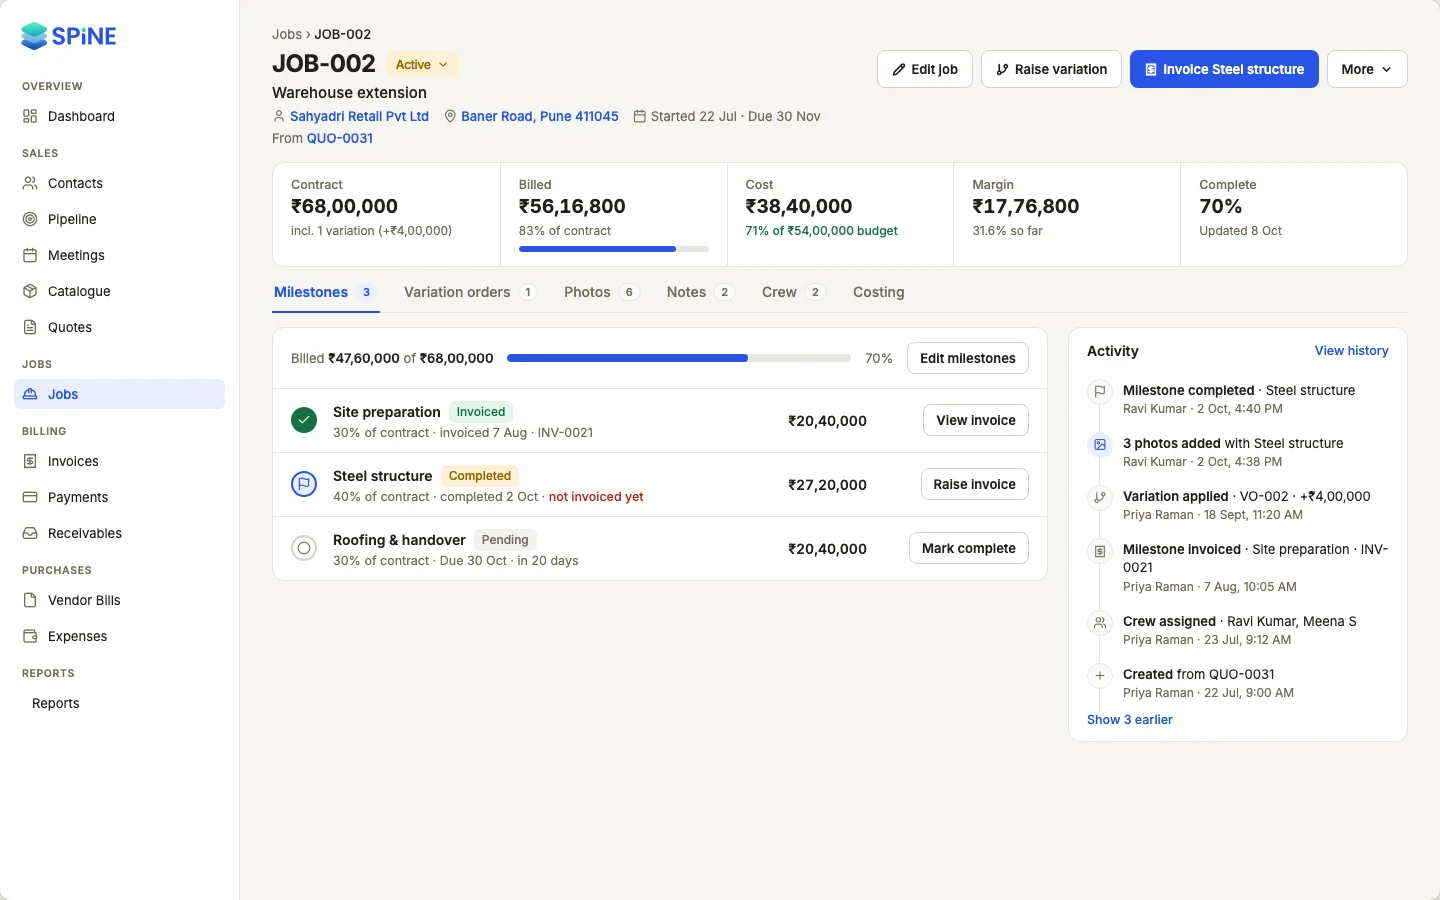 SPiNE
OVERVIEW
Dashboard
SALES
Contacts
Pipeline
Meetings
Catalogue
Quotes
JOBS
Jobs
BILLING
Invoices
Payments
Receivables
PURCHASES
Vendor Bills
Expenses
REPORTS
Reports
Jobs › JOB-002
JOB-002 Active
Warehouse extension
Sahyadri Retail Pvt Ltd Baner Road, Pune 411045 Started 22 Jul · Due 30 Nov
From QUO-0031
Edit job Raise variation Invoice Steel structure More
Contract
₹68,00,000
incl. 1 variation (+₹4,00,000)
Billed
₹56,16,800
83% of contract
Cost
₹38,40,000
71% of ₹54,00,000 budget
Margin
₹17,76,800
31.6% so far
Complete
70%
Updated 8 Oct
Milestones 3 Variation orders 1 Photos 6 Notes 2 Crew 2 Costing
Billed ₹47,60,000 of ₹68,00,000 70% Edit milestones
Site preparation Invoiced
30% of contract · invoiced 7 Aug · INV-0021
₹20,40,000 View invoice
Steel structure Completed
40% of contract · completed 2 Oct · not invoiced yet
₹27,20,000 Raise invoice
Roofing & handover Pending
30% of contract · Due 30 Oct · in 20 days
₹20,40,000 Mark complete
Activity View history
Milestone completed · Steel structure
Ravi Kumar · 2 Oct, 4:40 PM
3 photos added with Steel structure
Ravi Kumar · 2 Oct, 4:38 PM
Variation applied · VO-002 · +₹4,00,000
Priya Raman · 18 Sept, 11:20 AM
Milestone invoiced · Site preparation · INV-
0021
Priya Raman · 7 Aug, 10:05 AM
Crew assigned · Ravi Kumar, Meena S
Priya Raman · 23 Jul, 9:12 AM
Created from QUO-0031
Priya Raman · 22 Jul, 9:00 AM
Show 3 earlier